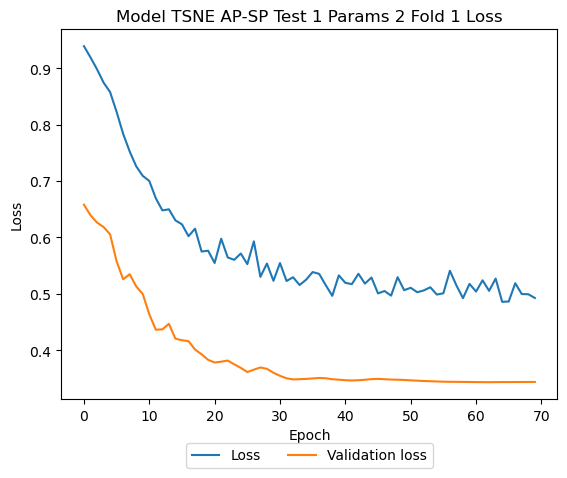 Model TSNE AP-SP Test 1 Params 2 Fold 1 Loss
0.9
0.8
0.7
0.6
0.5
0.4
Loss
0 10 20 30 40 50 60 70
Epoch
Loss Validation loss